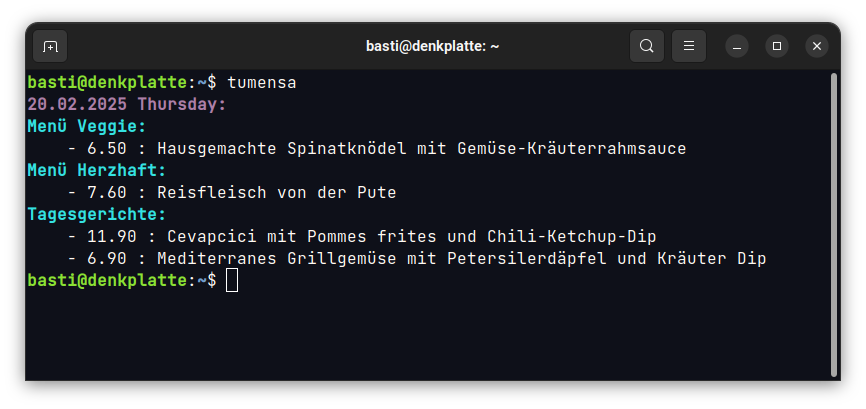 basti@denkplatte: ~
basti@denkplatte:~$ tumensa
20.02.2025 Thursday:
Menü Veggie:
    - 6.50 : Hausgemachte Spinatknödel mit Gemüse-Kräuterrahmsauce
Menü Herzhaft:
    - 7.60 : Reisfleisch von der Pute
Tagesgerichte:
    - 11.90 : Cevapcici mit Pommes frites und Chili-Ketchup-Dip
    - 6.90 : Mediterranes Grillgemüse mit Petersilerdäpfel und Kräuter Dip
basti@denkplatte:~$